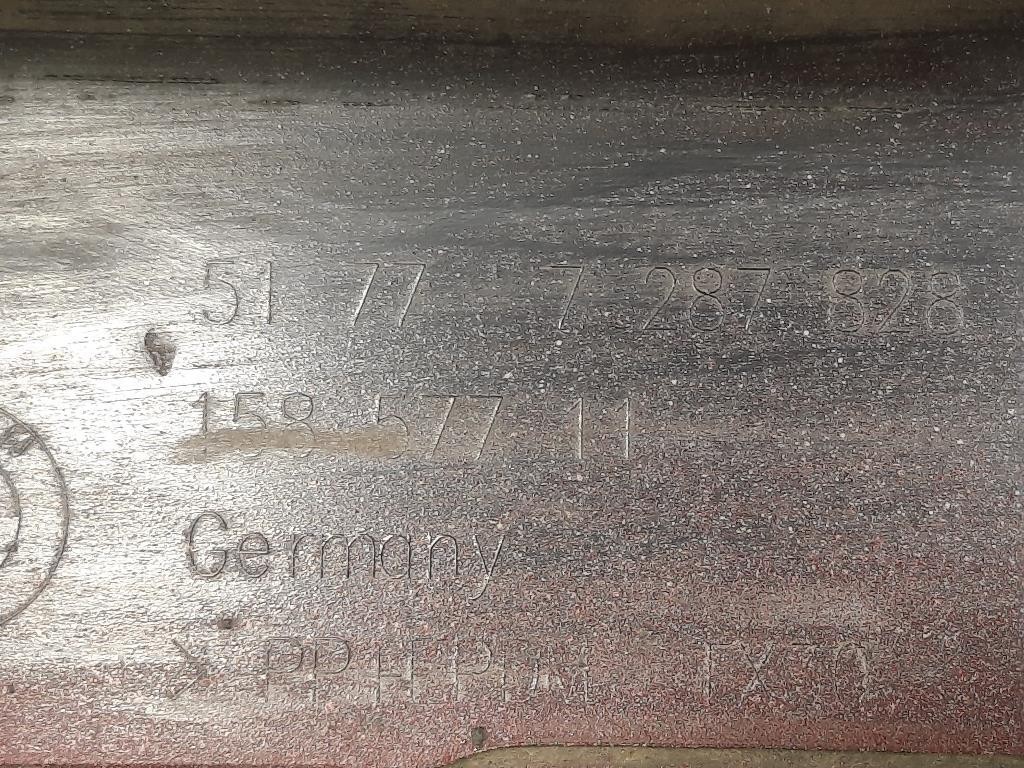 51 77 7 287 828
158 577 11
Germany
> PP+EPDM TX70